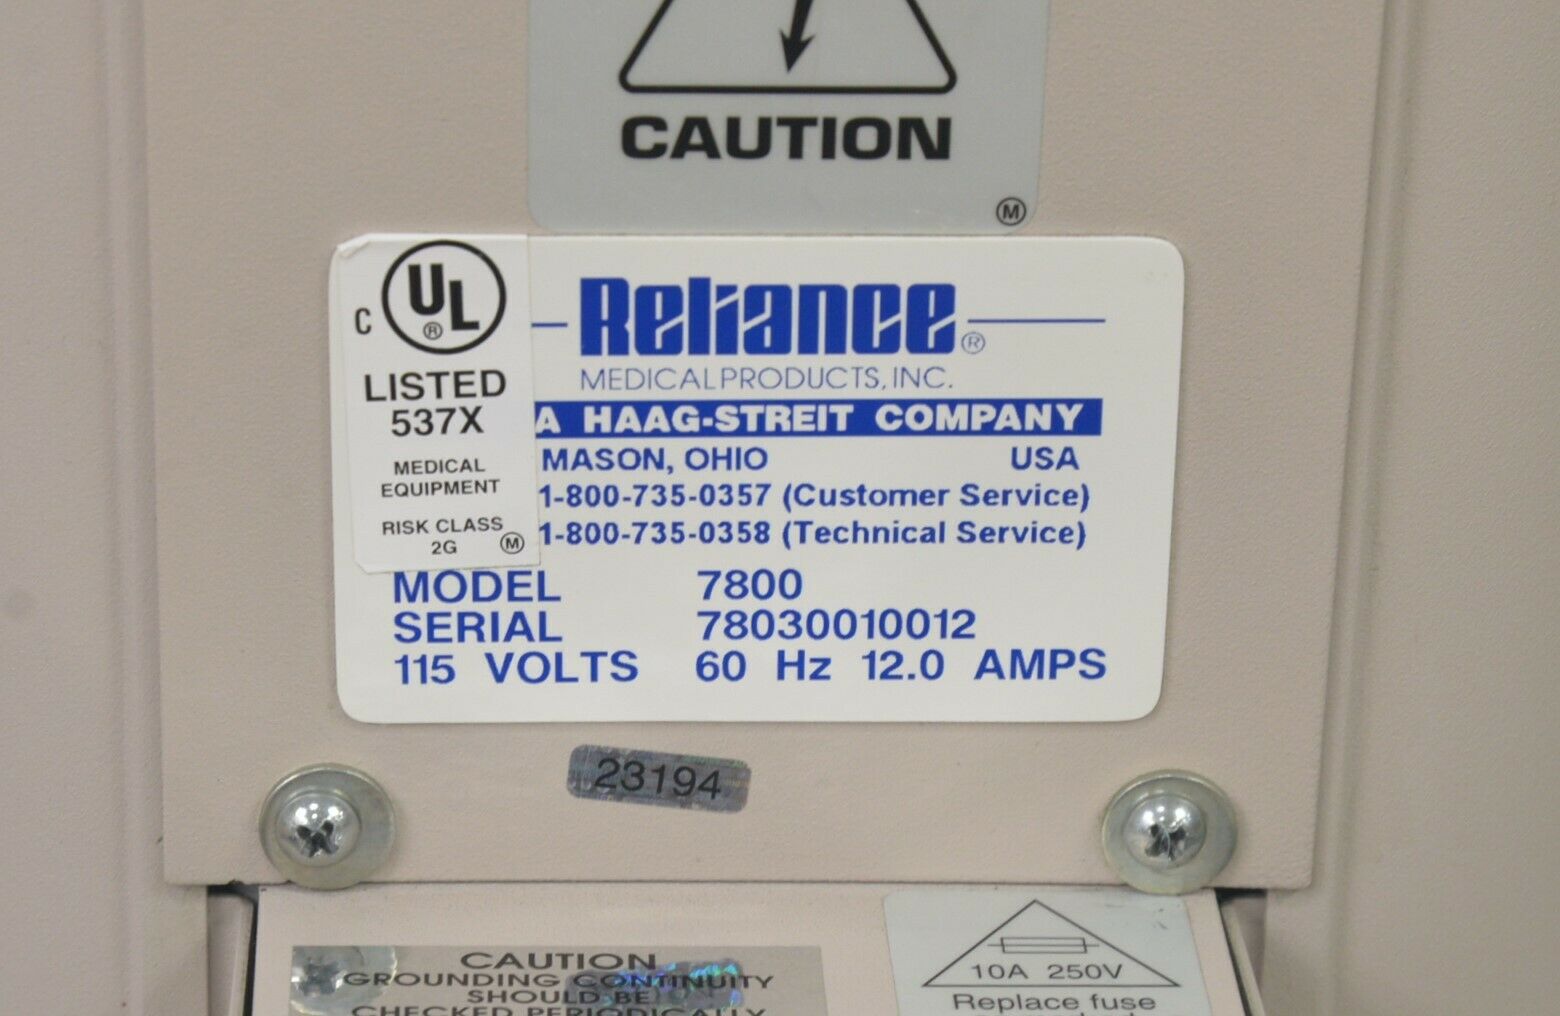 CAUTION
M
C UL ®
LISTED
537X
MEDICAL
EQUIPMENT
RISK CLASS
2G M
Reliance ®
MEDICAL PRODUCTS, INC.
A HAAG-STREIT COMPANY
MASON, OHIO USA
1-800-735-0357 (Customer Service)
1-800-735-0358 (Technical Service)
MODEL 7800
SERIAL 78030010012
115 VOLTS 60 Hz 12.0 AMPS
23194
CAUTION
GROUNDING CONTINUITY
SHOULD BE
CHECKED PERIODICALLY
10A 250V
Replace fuse